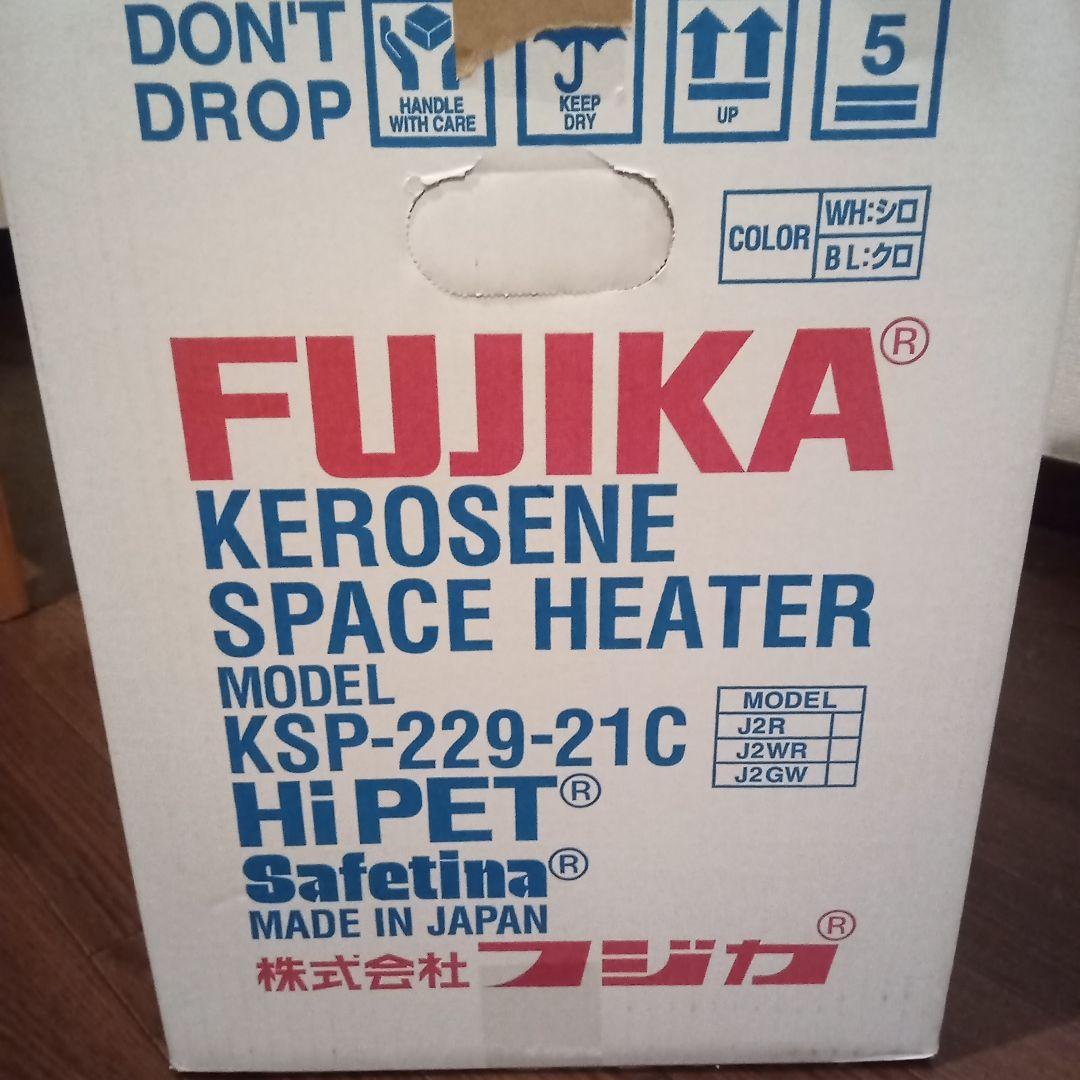 DON'T
DROP
HANDLE
WITH CARE
KEEP
DRY
UP
5
COLOR
WH:シロ
BL:クロ
FUJIKA®
KEROSENE
SPACE HEATER
MODEL
KSP-229-21C
MODEL
J2R
J2WR
J2GW
HiPET®
Safetina®
MADE IN JAPAN
株式会社フジカ®